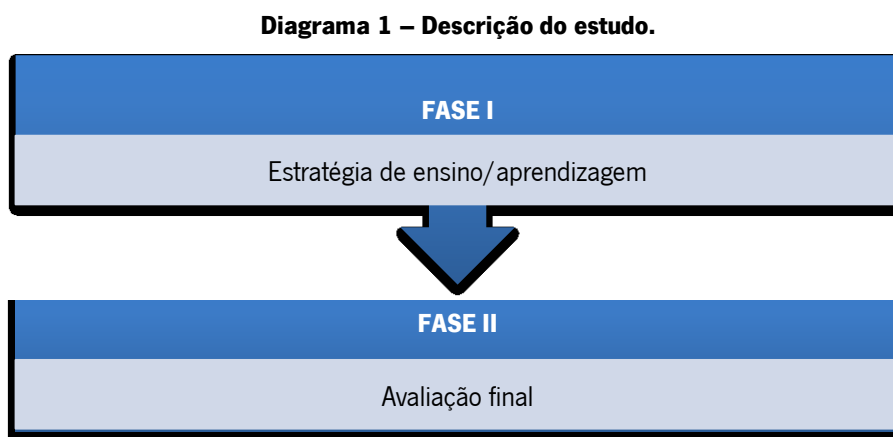 Diagrama 1 – Descrição do estudo.
FASE I
Estratégia de ensino/aprendizagem
FASE II
Avaliação final